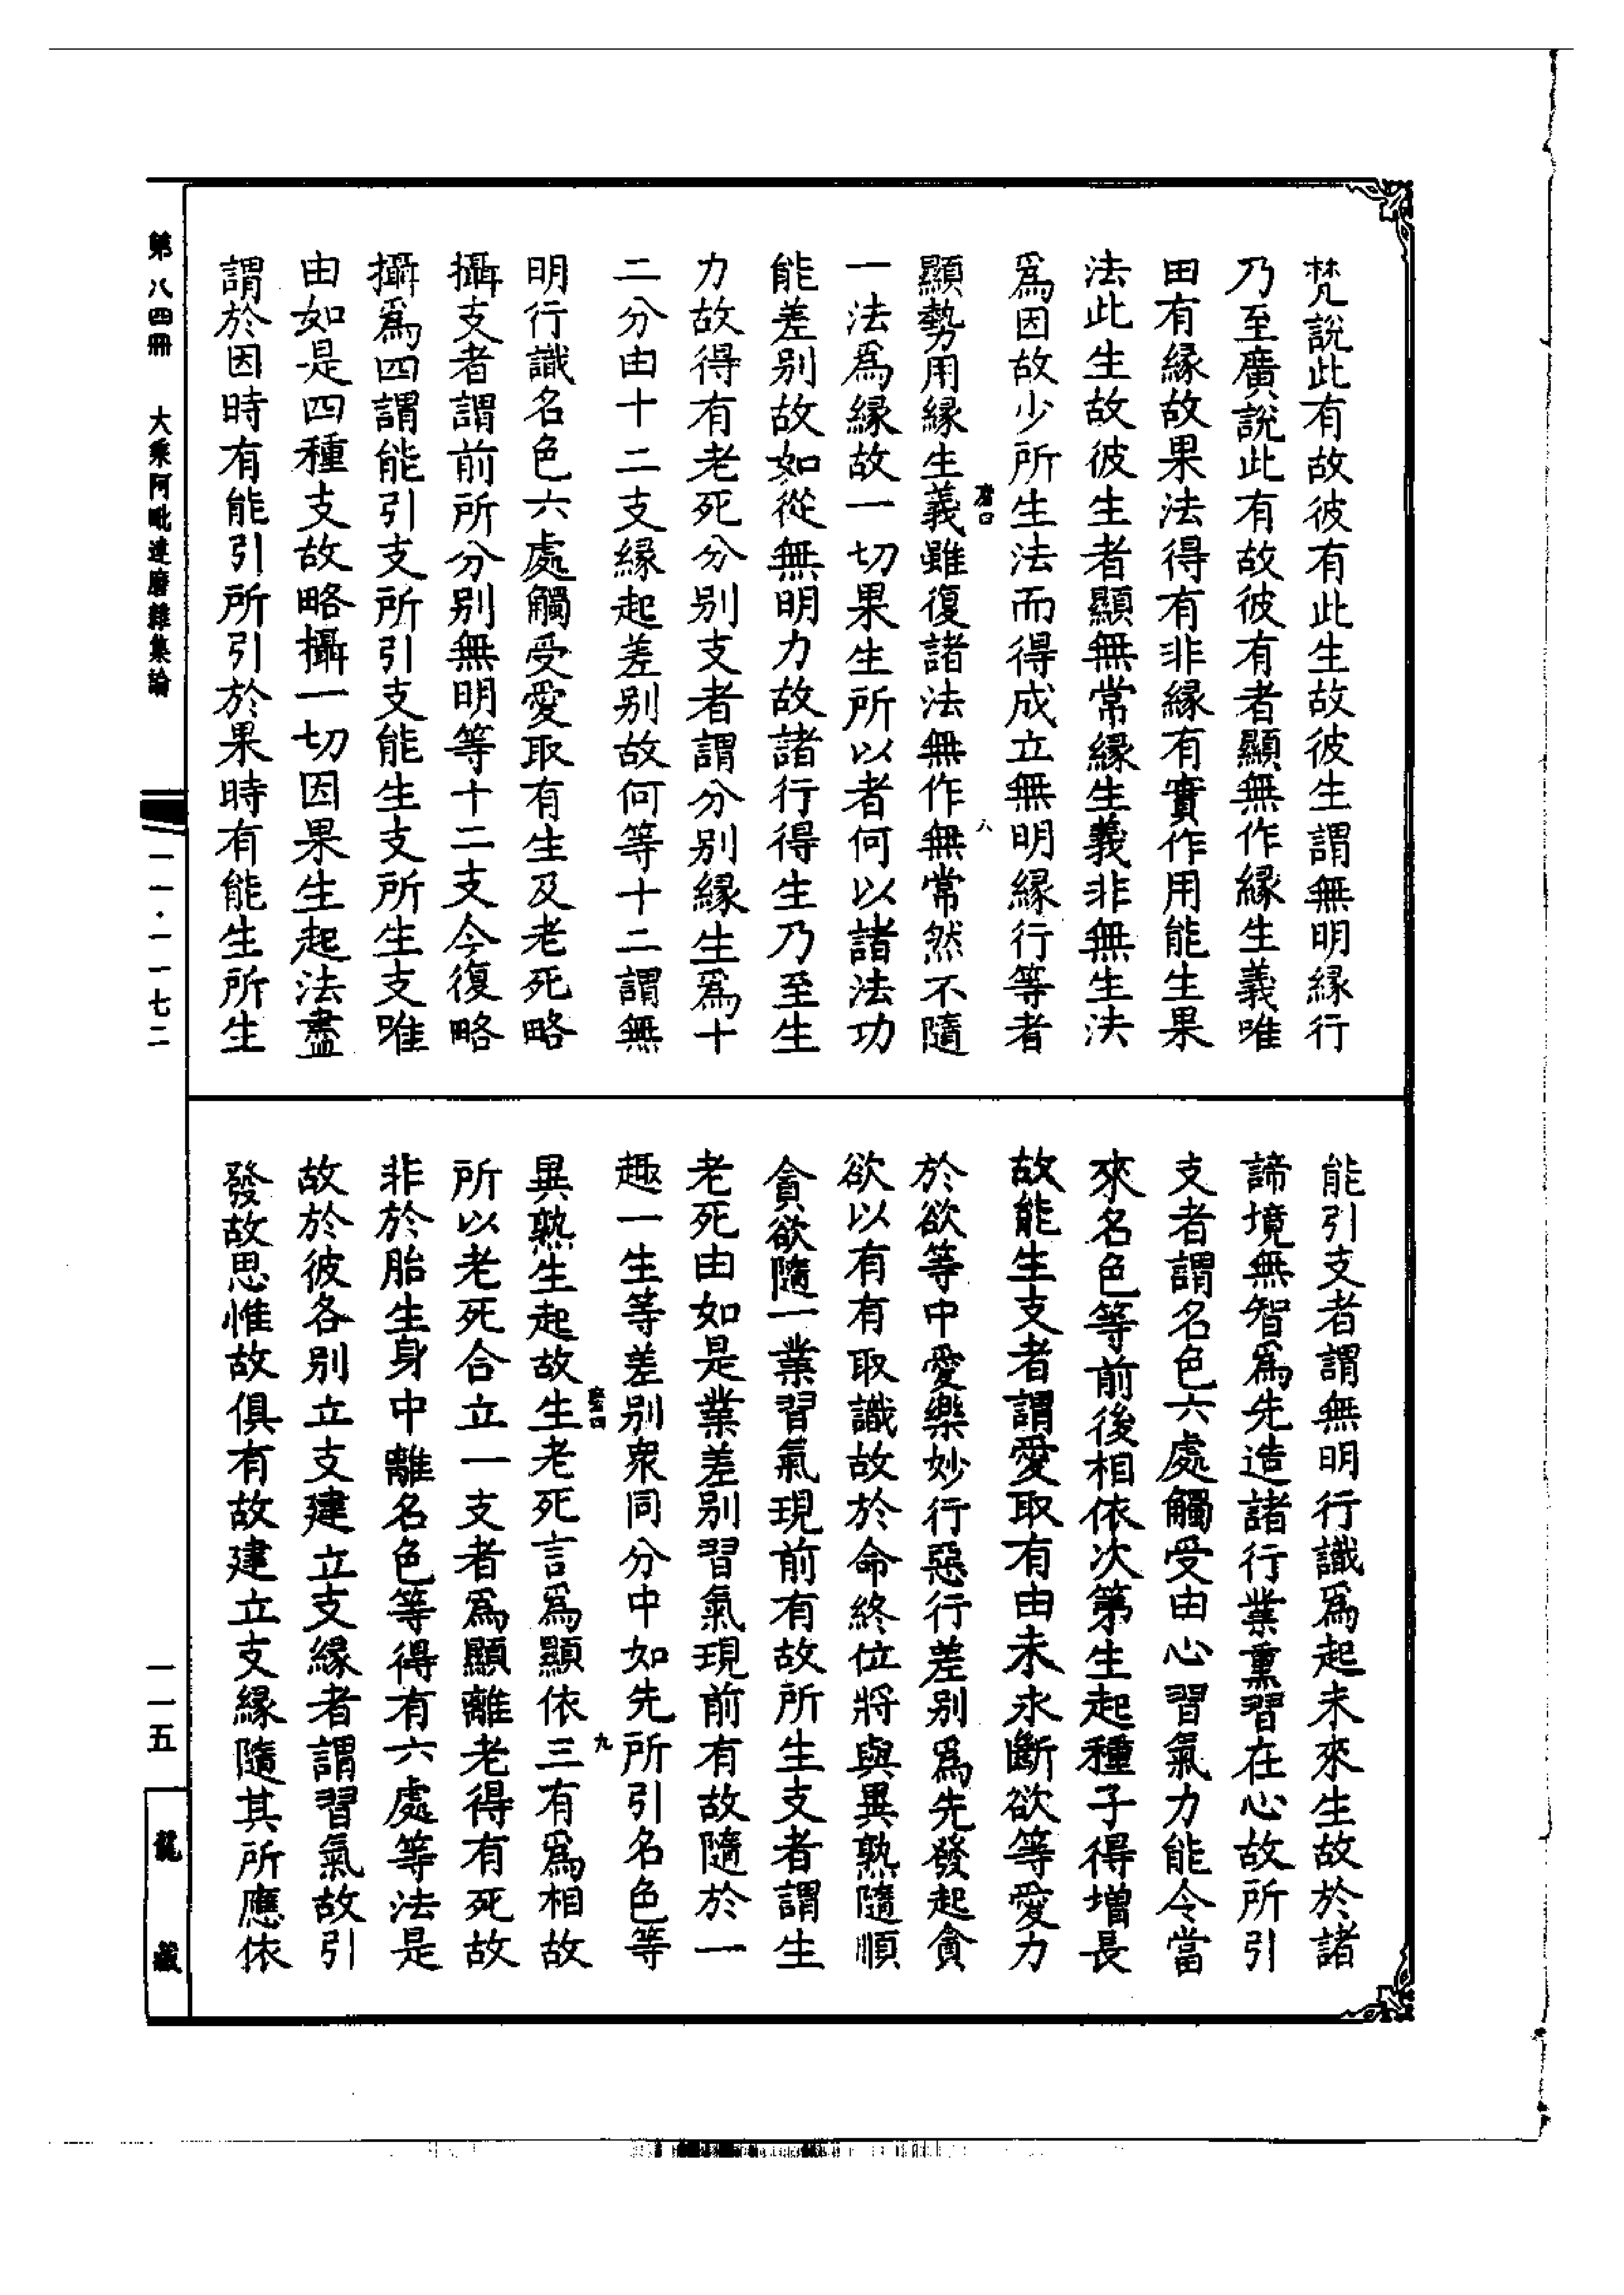 梵說此有故彼有此生故彼生謂無明緣行
乃至廣說此有故彼有者顯無作緣生義唯
田有緣故果法得有非緣有實作用能生果
法此生故彼生者顯無常緣生義非無生法
爲因故少所生法而得成立無明緣行等者
顯勢用緣生義雖復諸法無作無常然不隨
磨口
八
一法爲緣故一切果生所以者何以諸法功
能差别故如從無明力故諸行得生乃至生
力故得有老死分别支者謂分别緣生爲十
二分由十二支緣起差别故何等十二謂無
明行識名色六處觸受愛取有生及老死略
攝支者謂前所分别無明等十二支今復略
攝爲四謂能引支所引支能生支所生支唯
由如是四種支故略攝一切因果生起法盡
謂於因時有能引所引於果時有能生所生
能引支者謂無明行識爲起未來生故於諸
諦境無智爲先造諸行業熏習在心故所引
支者謂名色六處觸受由心習氣力能令當
來名色等前後相依次第生起種子得增長
故能生支者謂愛取有由未永斷欲等愛力
於欲等中愛樂妙行惡行差别爲先發起貪
欲以有有取識故於命終位將與異熟隨順
貪欲隨一業習氣現前有故所生支者謂生
老死由如是業差别習氣現前有故隨於一
趣一生等差别衆同分中如先所引名色等
磨口
九
異熟生起故生老死言爲顯依三有爲相故
所以老死合立一支者爲顯離老得有死故
非於胎生身中離名色等得有六處等法是
故於彼各别立支建立支緣者謂習氣故引
發故思惟故俱有故建立支緣隨其所應依
第八四冊 大乘阿毗達磨雜集論
一一·一一七二
一一五
龍藏